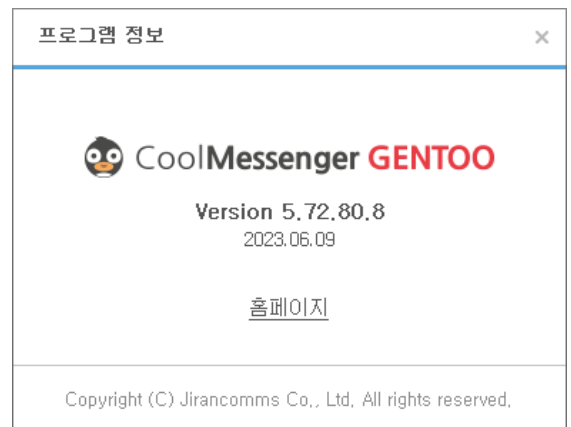 프로그램 정보
CoolMessenger GENTOO
Version 5.72.80.8
2023.06.09
홈페이지
Copyright (C) Jirancomms Co., Ltd. All rights reserved.